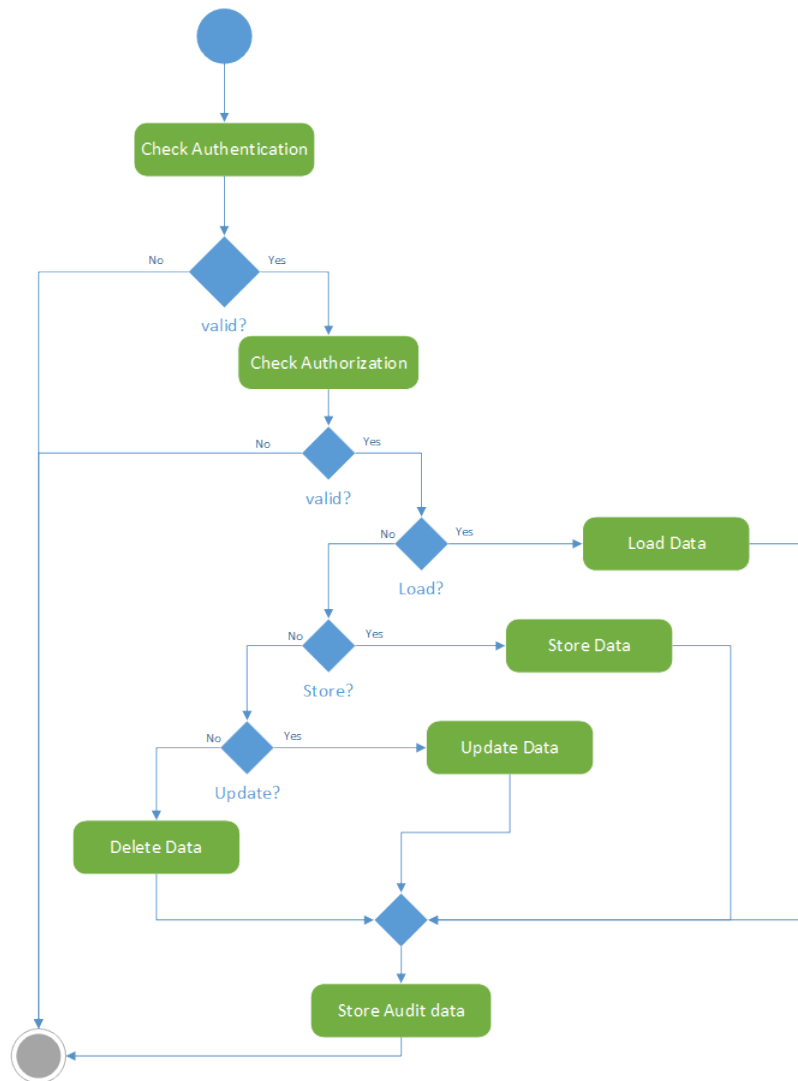 Check Authentication
No
Yes
valid?
Check Authorization
No
Yes
valid?
No
Yes
Load Data
Load?
No
Yes
Store Data
Store?
No
Yes
Update Data
Update?
Delete Data
Store Audit data